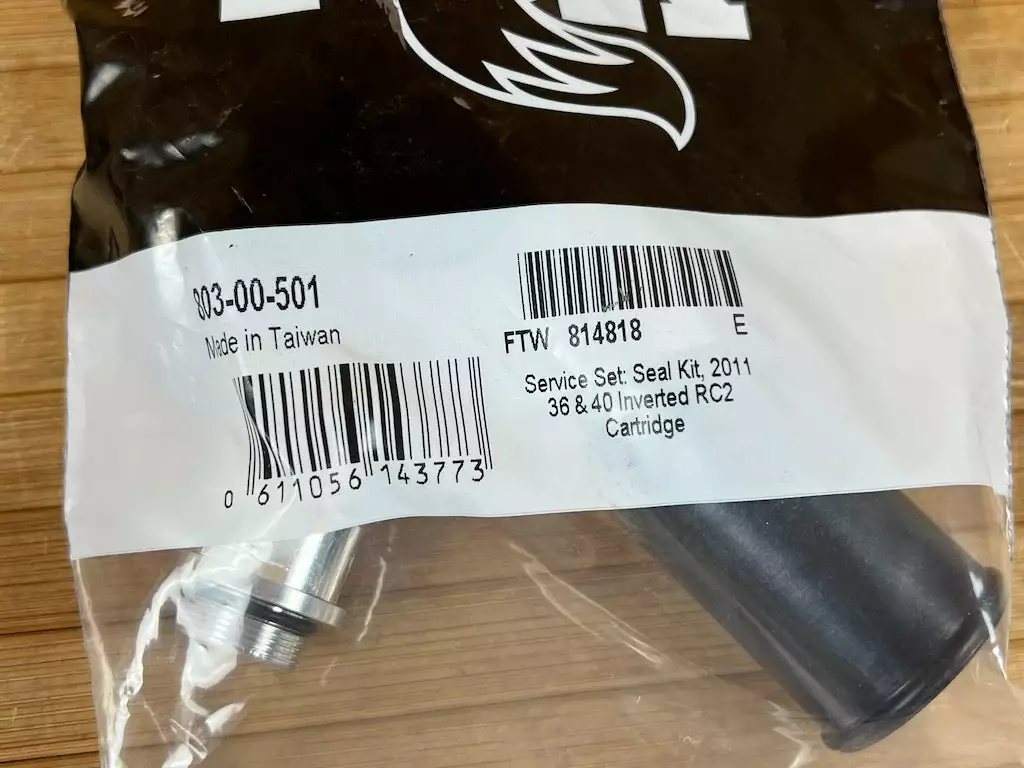 803-00-501
Made in Taiwan
0 611056 143773
FTW 814818 E
Service Set: Seal Kit, 2011
36 & 40 Inverted RC2
Cartridge